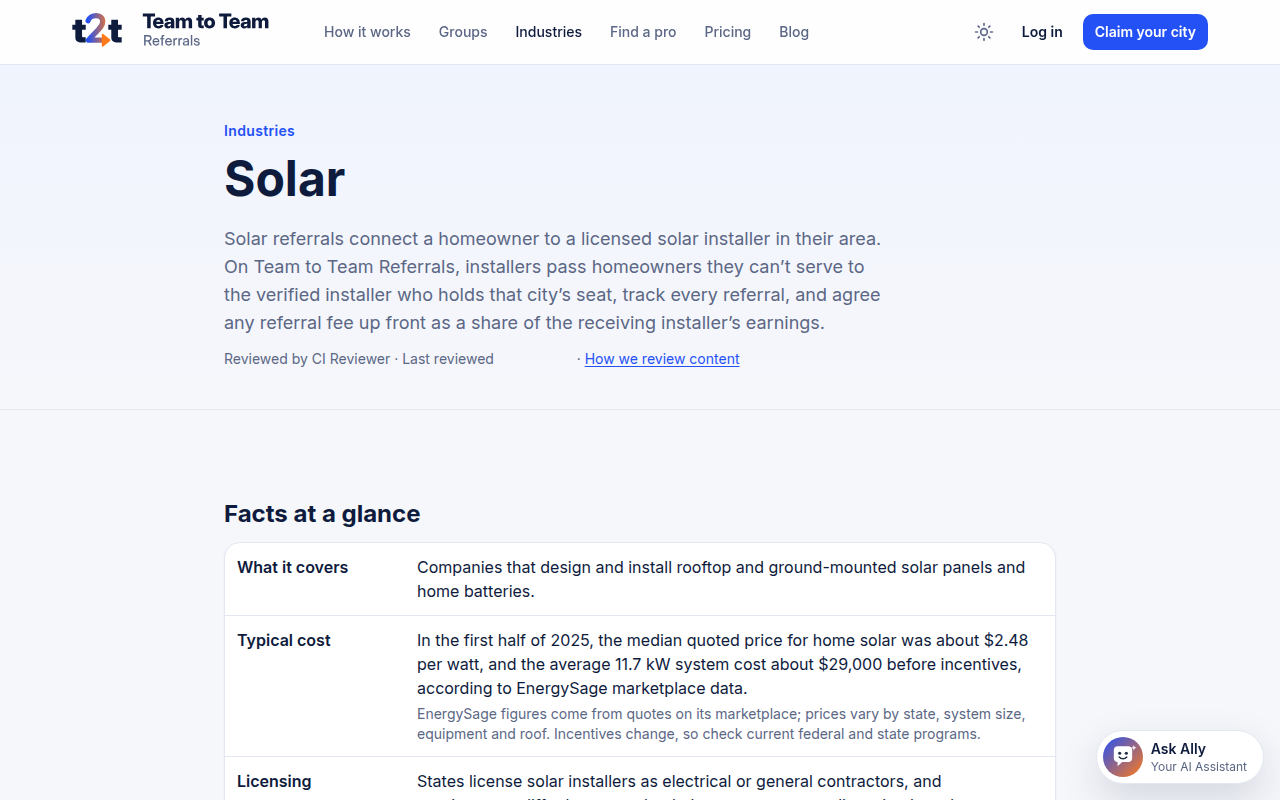 t2t Team to Team
Referrals
How it works
Groups
Industries
Find a pro
Pricing
Blog
Log in
Claim your city
Industries
Solar
Solar referrals connect a homeowner to a licensed solar installer in their area.
On Team to Team Referrals, installers pass homeowners they can’t serve to
the verified installer who holds that city’s seat, track every referral, and agree
any referral fee up front as a share of the receiving installer’s earnings.
Reviewed by CI Reviewer · Last reviewed · How we review content
Facts at a glance
What it covers
Companies that design and install rooftop and ground-mounted solar panels and
home batteries.
Typical cost
In the first half of 2025, the median quoted price for home solar was about $2.48
per watt, and the average 11.7 kW system cost about $29,000 before incentives,
according to EnergySage marketplace data.
EnergySage figures come from quotes on its marketplace; prices vary by state, system size,
equipment and roof. Incentives change, so check current federal and state programs.
Licensing
States license solar installers as electrical or general contractors, and
Ask Ally
Your AI Assistant